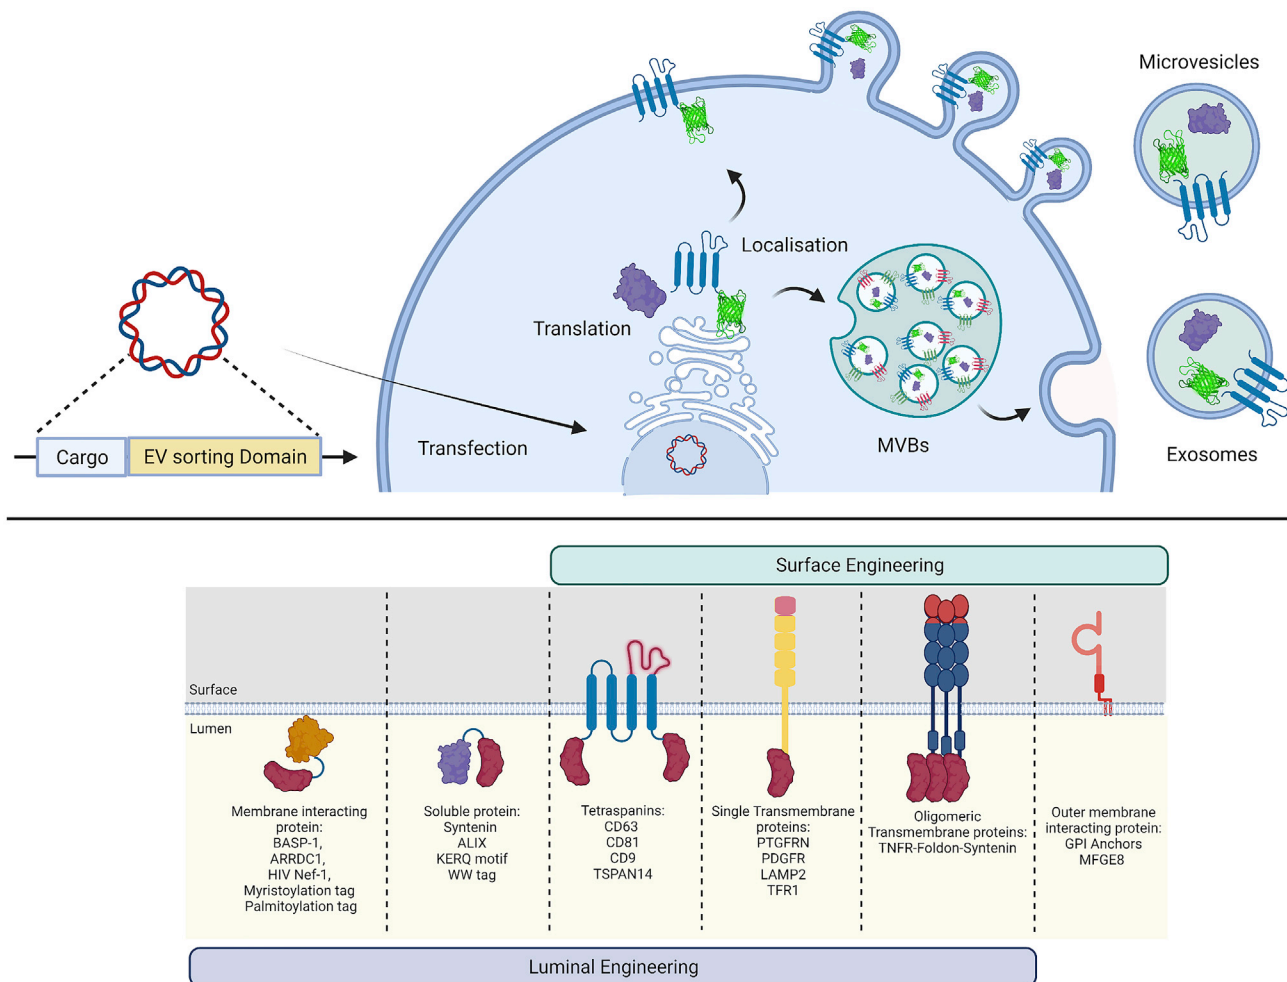 Microvesicles
Localisation
Translation
Transfection
Cargo
EV sorting Domain
MVBs
Exosomes
Surface Engineering
Surface
Lumen
Membrane interacting
protein:
BASP-1,
ARRDC1,
HIV Nef-1,
Myristoylation tag
Palmitoylation tag
Soluble protein:
Syntenin
ALIX
KERQ motif
WW tag
Tetraspanins:
CD63
CD81
CD9
TSPAN14
Single Transmembrane
proteins:
PTGFRN
PDGFR
LAMP2
TFR1
Oligomeric
Transmembrane proteins:
TNFR-Foldon-Syntenin
Outer membrane
interacting protein:
GPI Anchors
MFGE8
Luminal Engineering